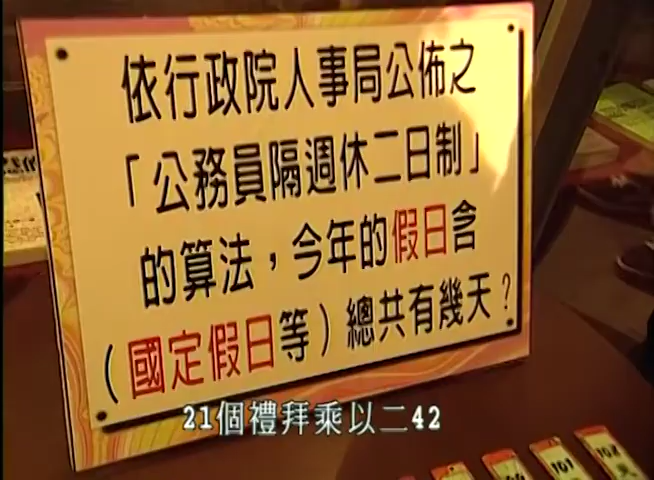 依行政院人事局公佈之
「公務員隔週休二日制」
的算法，今年的假日含
（國定假日等）總共有幾天？
21個禮拜乘以二42
101